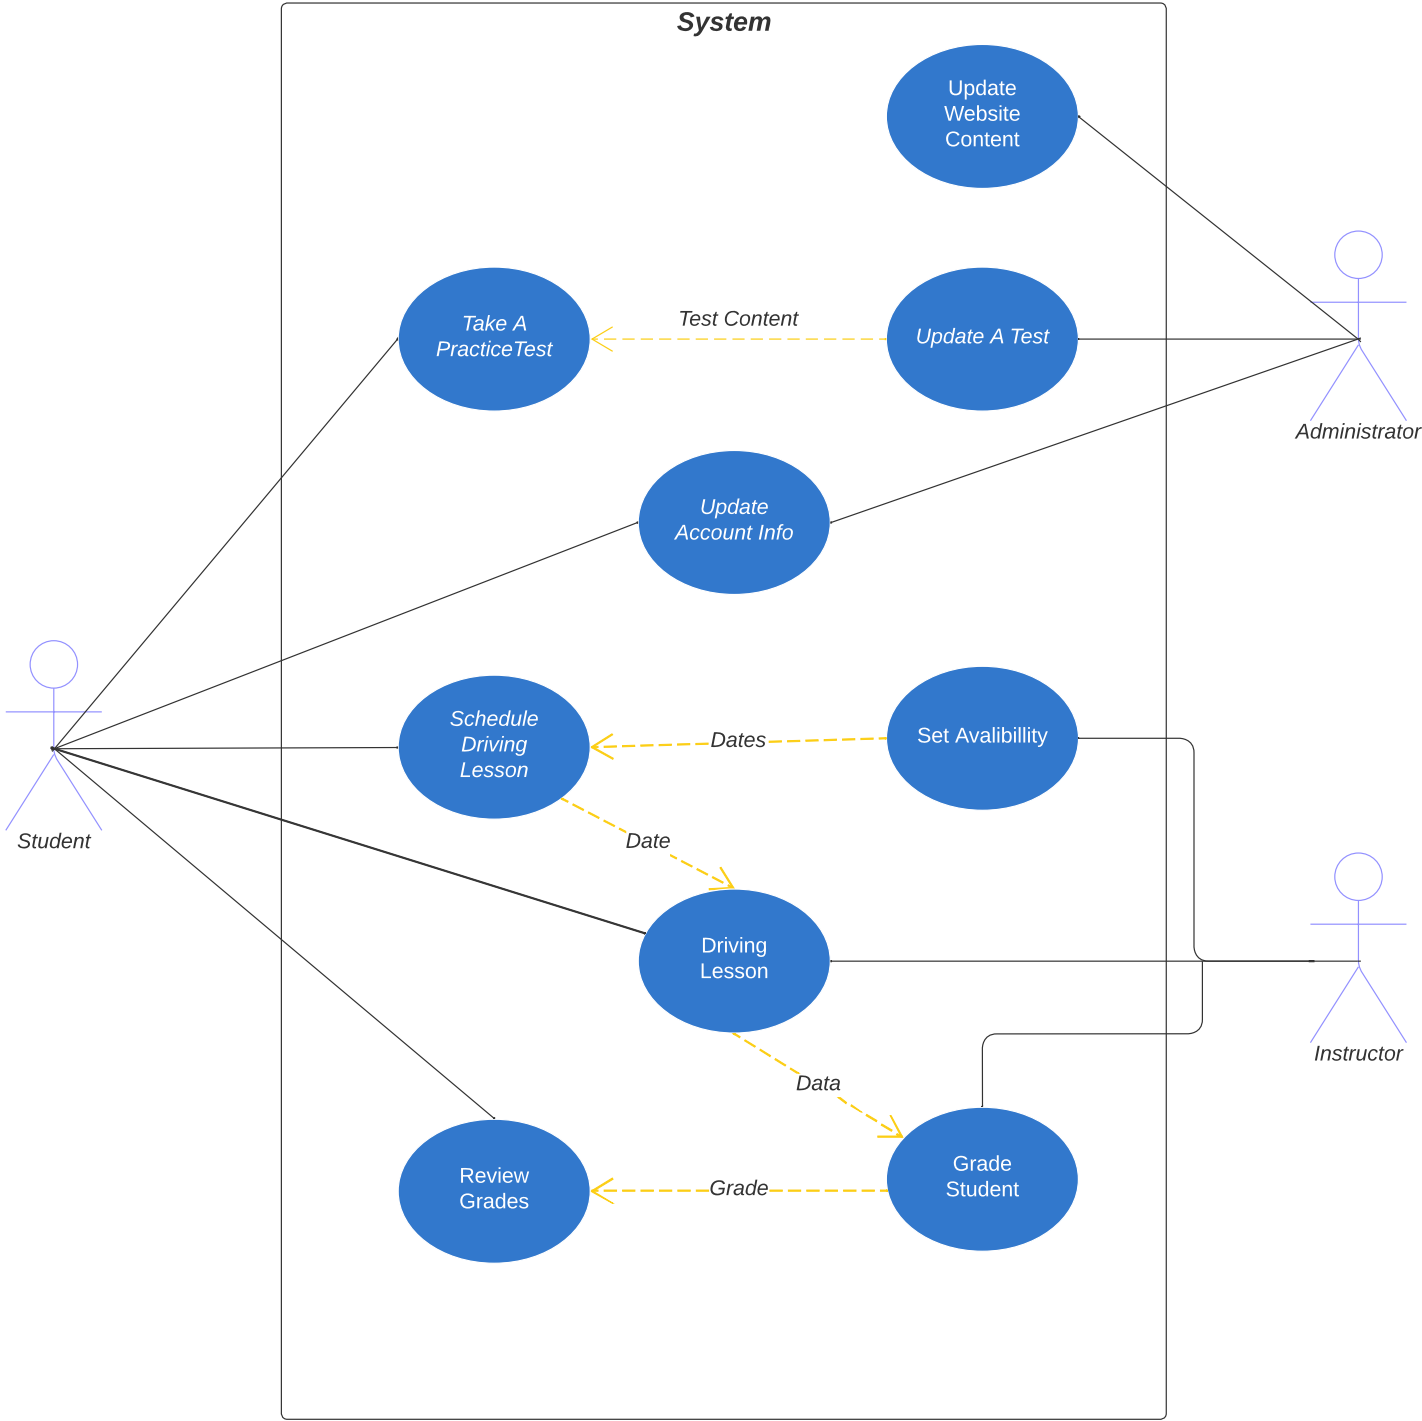 System
Update
Website
Content
Take A
PracticeTest
Test Content
Update A Test
Administrator
Update
Account Info
Schedule
Driving
Lesson
Dates
Set Avalibillity
Student
Date
Driving
Lesson
Instructor
Data
Review
Grades
Grade
Grade
Student